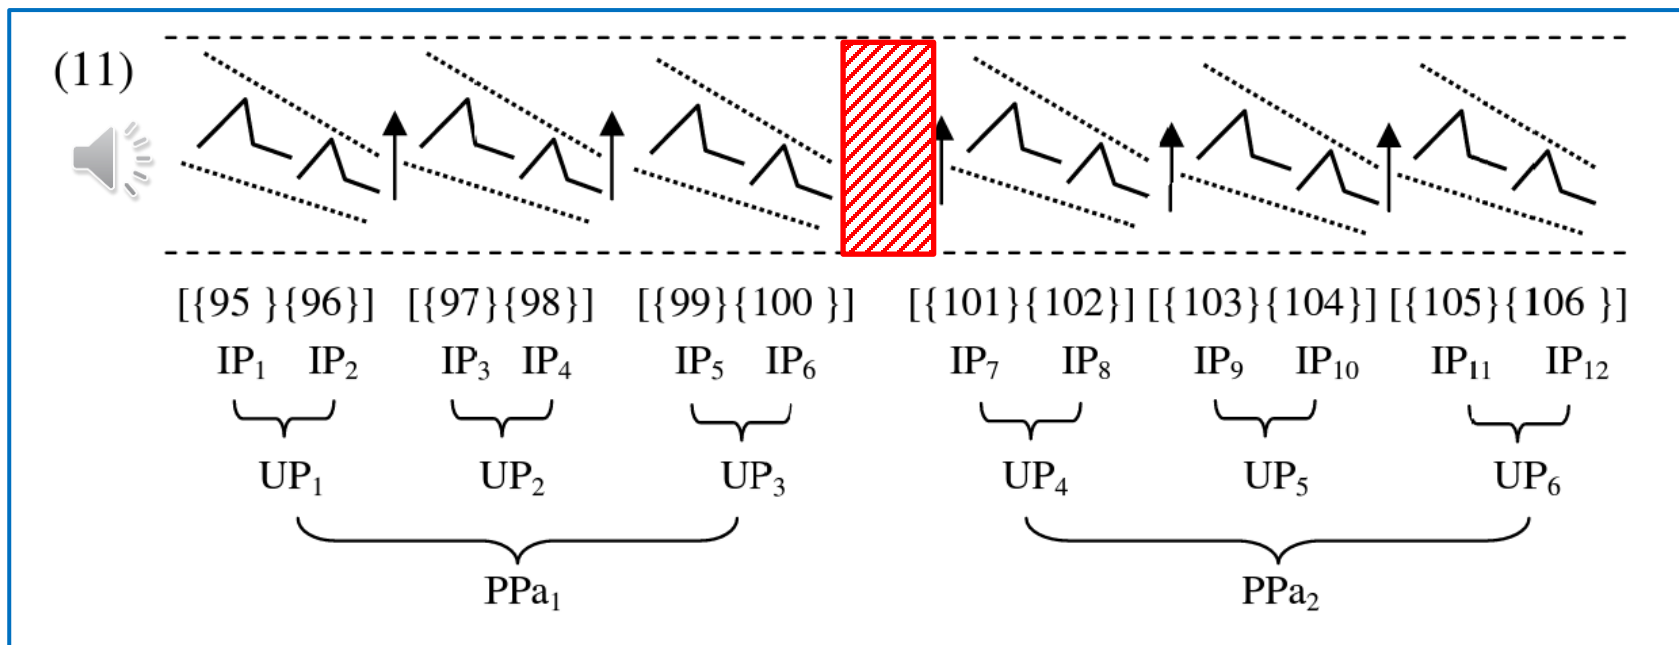 (11)
[{95 }{96}] [{97}{98}] [{99}{100 }] [{101}{102}] [{103}{104}] [{105}{106 }]
IP₁ IP₂ IP₃ IP₄ IP₅ IP₆ IP₇ IP₈ IP₉ IP₁₀ IP₁₁ IP₁₂
UP₁ UP₂ UP₃ UP₄ UP₅ UP₆
PPa₁ PPa₂